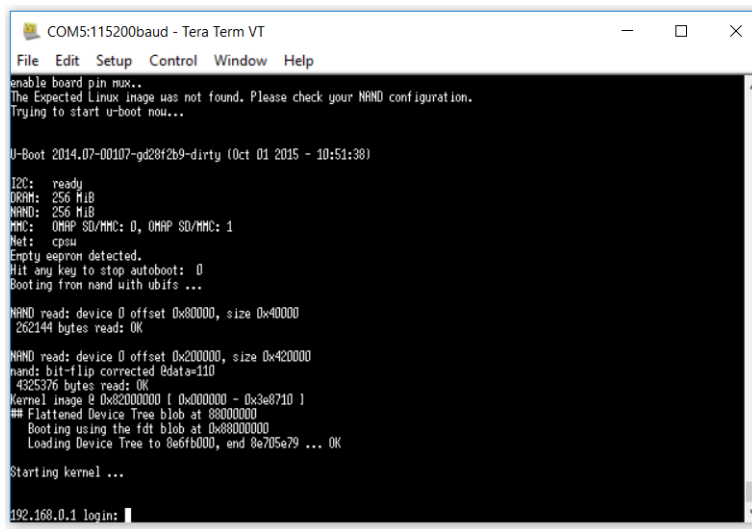 COM5:115200baud - Tera Term VT
File Edit Setup Control Window Help
enable board pin mux..
The Expected Linux image was not found. Please check your NAND configuration.
Trying to start u-boot now...
U-Boot 2014.07-00107-gd28f2b9-dirty (Oct 01 2015 - 10:51:38)
I2C: ready
DRAM: 256 MiB
NAND: 256 MiB
MMC: OMAP SD/MMC: 0, OMAP SD/MMC: 1
Net: cpsw
Empty eeprom detected.
Hit any key to stop autoboot: 0
Booting from nand with ubifs ...
NAND read: device 0 offset 0x80000, size 0x40000
262144 bytes read: OK
NAND read: device 0 offset 0x200000, size 0x420000
nand: bit-flip corrected @data=110
4325376 bytes read: OK
Kernel image @ 0x82000000 [ 0x000000 - 0x3e8710 ]
## Flattened Device Tree blob at 88000000
Booting using the fdt blob at 0x88000000
Loading Device Tree to 8e6fb000, end 8e705e79 ... OK
Starting kernel ...
192.168.0.1 login: